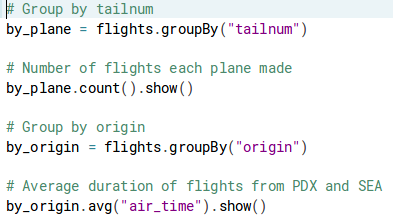 # Group by tailnum
by_plane = flights.groupBy("tailnum")
# Number of flights each plane made
by_plane.count().show()
# Group by origin
by_origin = flights.groupBy("origin")
# Average duration of flights from PDX and SEA
by_origin.avg("air_time").show()